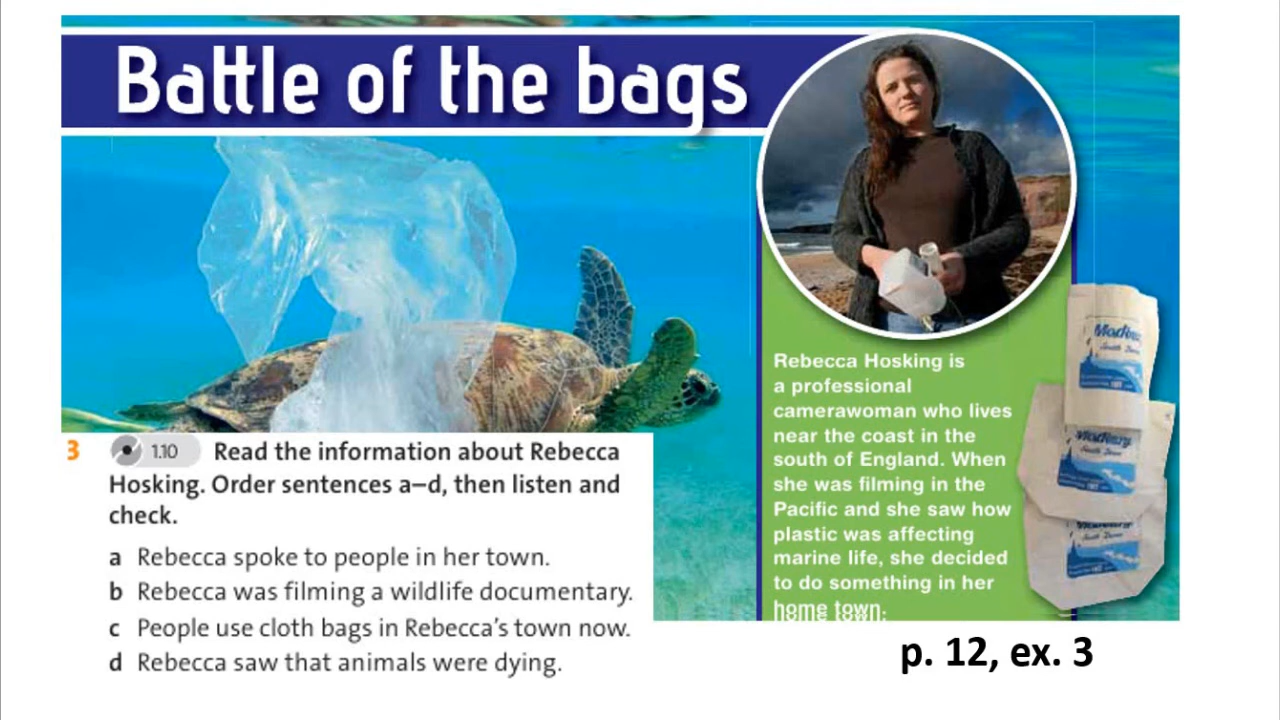 Battle of the bags
Rebecca Hosking is
a professional
camerawoman who lives
near the coast in the
south of England. When
she was filming in the
Pacific and she saw how
plastic was affecting
marine life, she decided
to do something in her
home town.
3 1.10 Read the information about Rebecca
Hosking. Order sentences a–d, then listen and
check.
a Rebecca spoke to people in her town.
b Rebecca was filming a wildlife documentary.
c People use cloth bags in Rebecca's town now.
d Rebecca saw that animals were dying.
p. 12, ex. 3